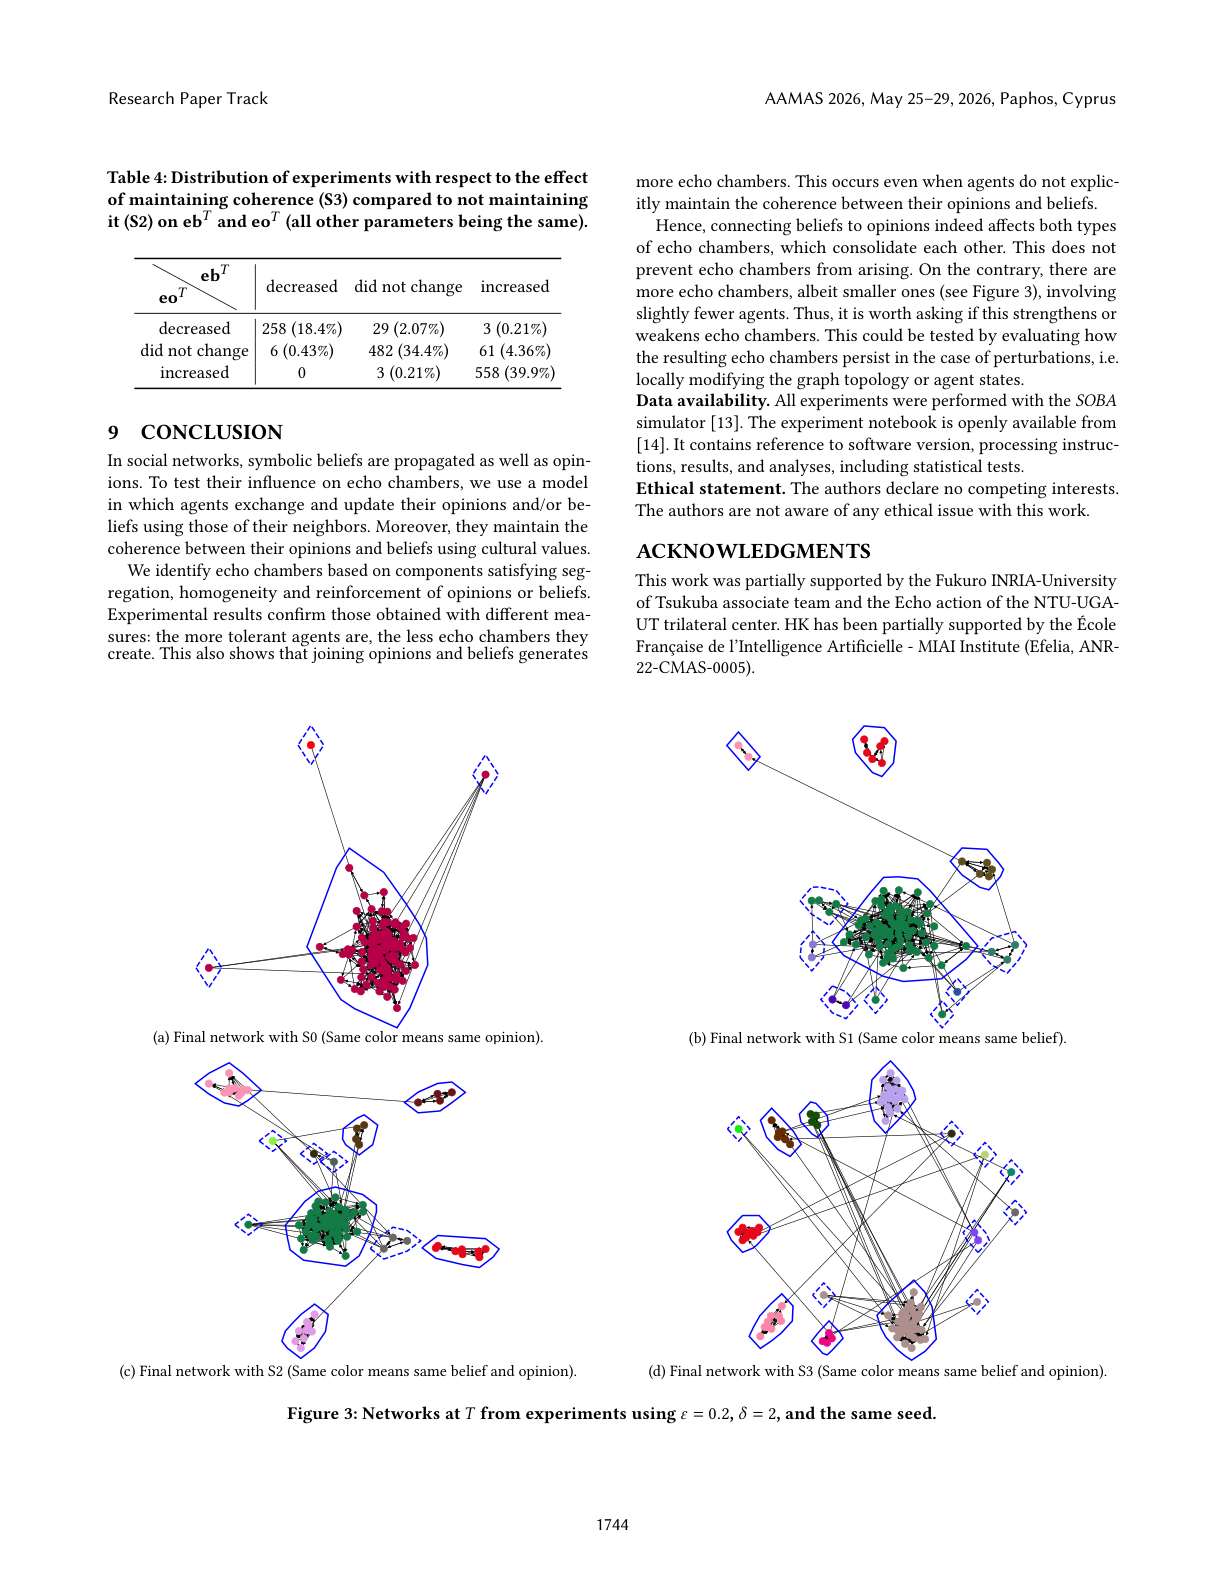 Research Paper Track
AAMAS 2026, May 25–29, 2026, Paphos, Cyprus
Table 4: Distribution of experiments with respect to the effect
of maintaining coherence (S3) compared to not maintaining
it (S2) on eb^T and eo^T (all other parameters being the same).
eb^T
eo^T
decreased did not change increased
decreased 258 (18.4%) 29 (2.07%) 3 (0.21%)
did not change 6 (0.43%) 482 (34.4%) 61 (4.36%)
increased 0 3 (0.21%) 558 (39.9%)
9 CONCLUSION
In social networks, symbolic beliefs are propagated as well as opin-
ions. To test their influence on echo chambers, we use a model
in which agents exchange and update their opinions and/or be-
liefs using those of their neighbors. Moreover, they maintain the
coherence between their opinions and beliefs using cultural values.
We identify echo chambers based on components satisfying seg-
regation, homogeneity and reinforcement of opinions or beliefs.
Experimental results confirm those obtained with different mea-
sures: the more tolerant agents are, the less echo chambers they
create. This also shows that joining opinions and beliefs generates
more echo chambers. This occurs even when agents do not explic-
itly maintain the coherence between their opinions and beliefs.
Hence, connecting beliefs to opinions indeed affects both types
of echo chambers, which consolidate each other. This does not
prevent echo chambers from arising. On the contrary, there are
more echo chambers, albeit smaller ones (see Figure 3), involving
slightly fewer agents. Thus, it is worth asking if this strengthens or
weakens echo chambers. This could be tested by evaluating how
the resulting echo chambers persist in the case of perturbations, i.e.
locally modifying the graph topology or agent states.
Data availability. All experiments were performed with the SOBA
simulator [13]. The experiment notebook is openly available from
[14]. It contains reference to software version, processing instruc-
tions, results, and analyses, including statistical tests.
Ethical statement. The authors declare no competing interests.
The authors are not aware of any ethical issue with this work.
ACKNOWLEDGMENTS
This work was partially supported by the Fukuro INRIA-University
of Tsukuba associate team and the Echo action of the NTU-UGA-
UT trilateral center. HK has been partially supported by the École
Française de l'Intelligence Artificielle - MIAI Institute (Efelia, ANR-
22-CMAS-0005).
(a) Final network with S0 (Same color means same opinion).
(b) Final network with S1 (Same color means same belief).
(c) Final network with S2 (Same color means same belief and opinion).
(d) Final network with S3 (Same color means same belief and opinion).
Figure 3: Networks at T from experiments using ε = 0.2, δ = 2, and the same seed.
1744